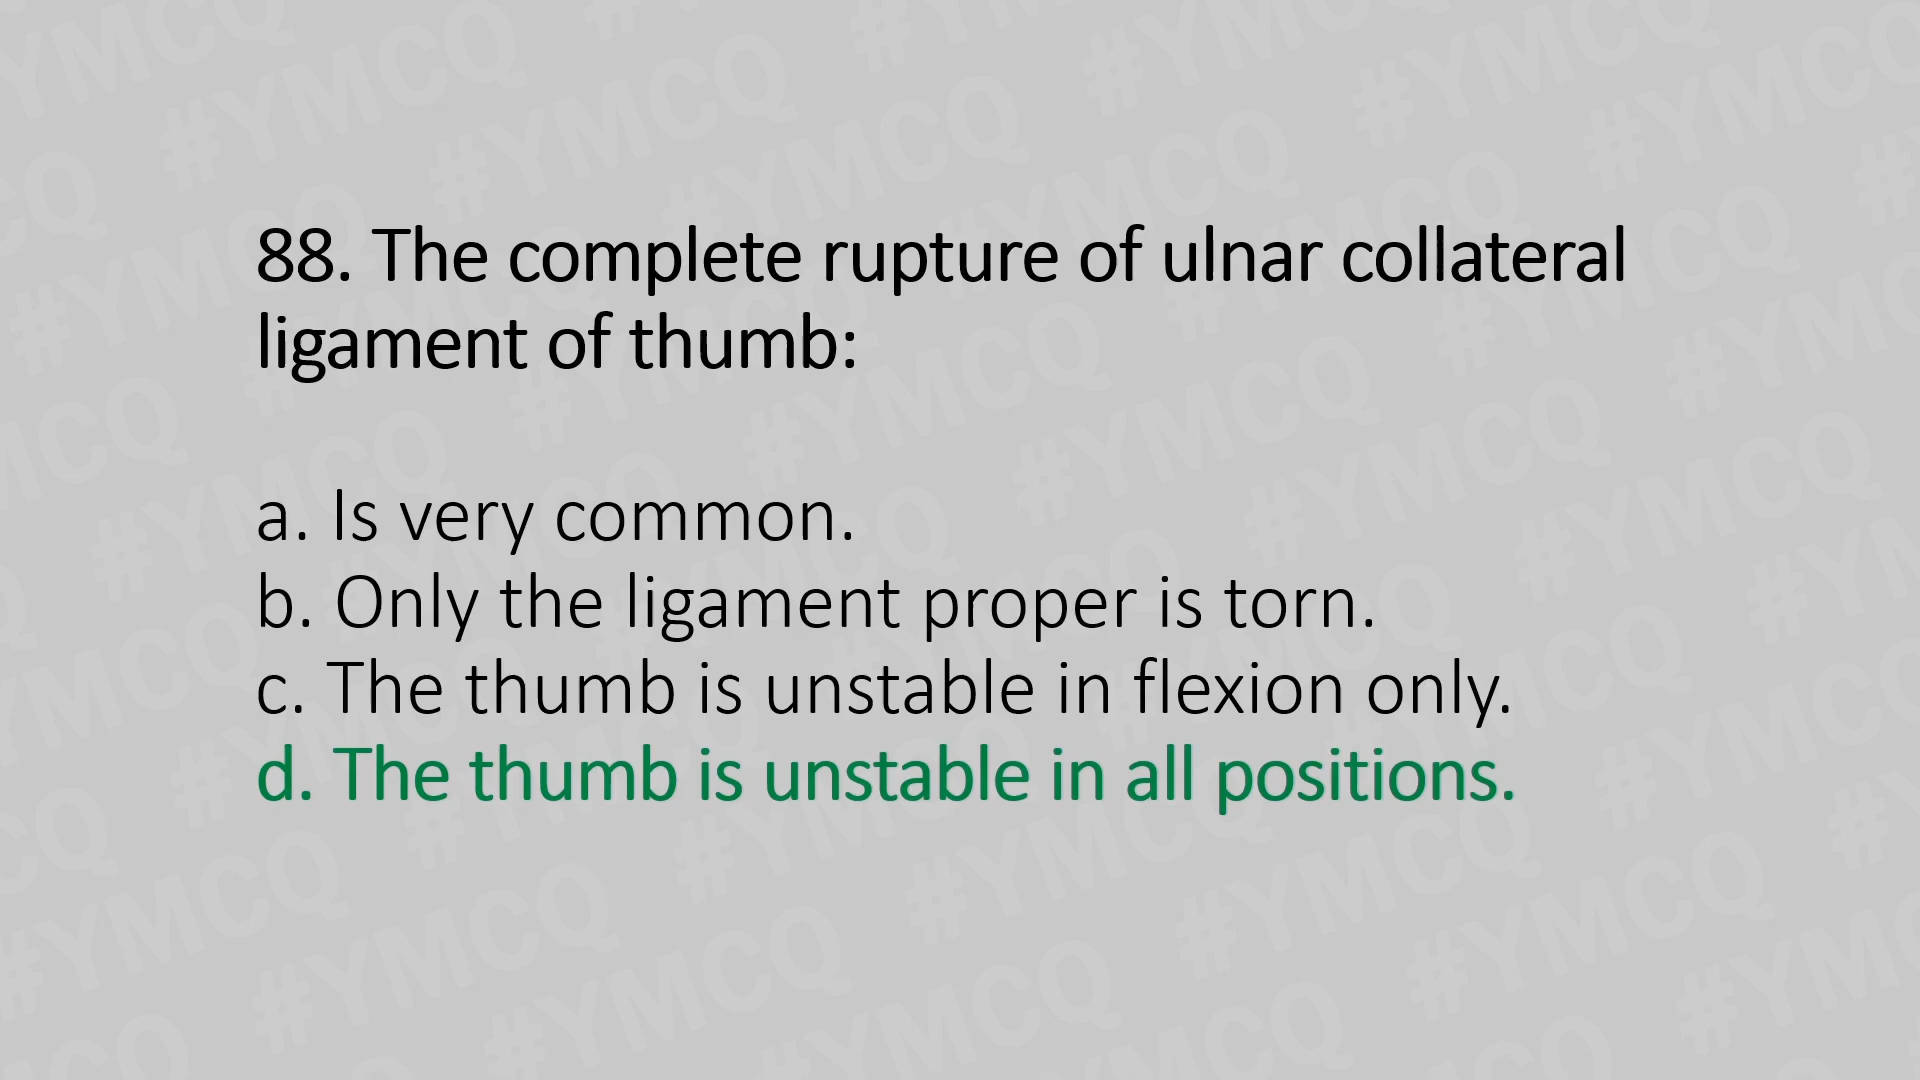 88. The complete rupture of ulnar collateral
ligament of thumb:
a. Is very common.
b. Only the ligament proper is torn.
c. The thumb is unstable in flexion only.
d. The thumb is unstable in all positions.
#YMCQ